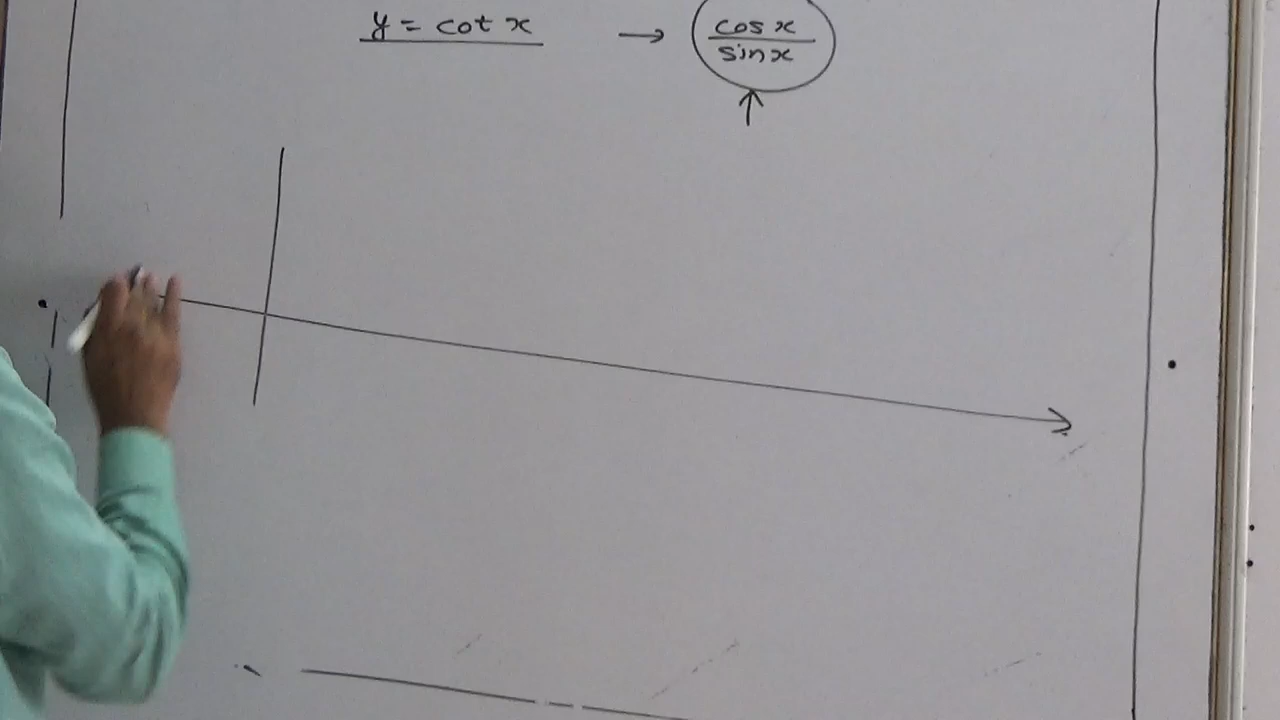 y = cot x → cos x / sin x